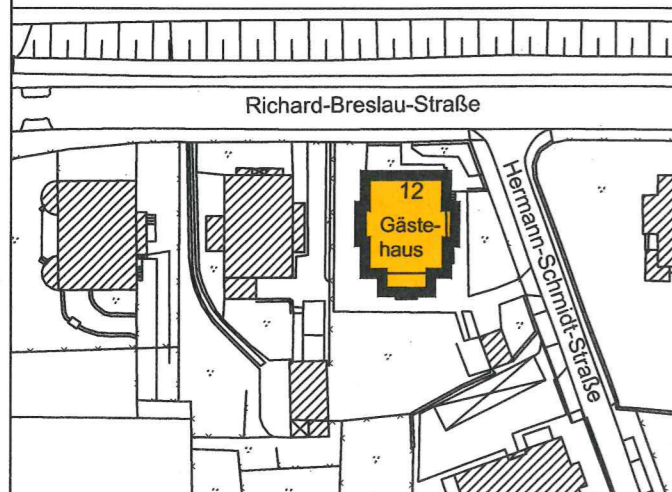 Richard-Breslau-Straße
12
Gäste-
haus
Hermann-Schmidt-Straße